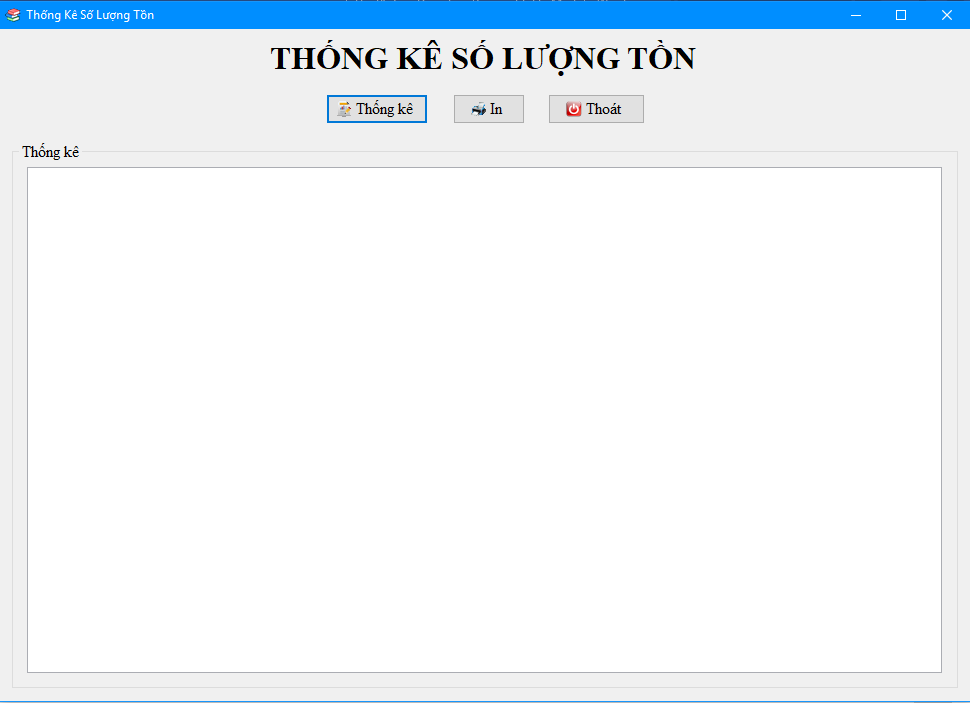 Thống Kê Số Lượng Tồn
THỐNG KÊ SỐ LƯỢNG TỒN
Thống kê In Thoát
Thống kê